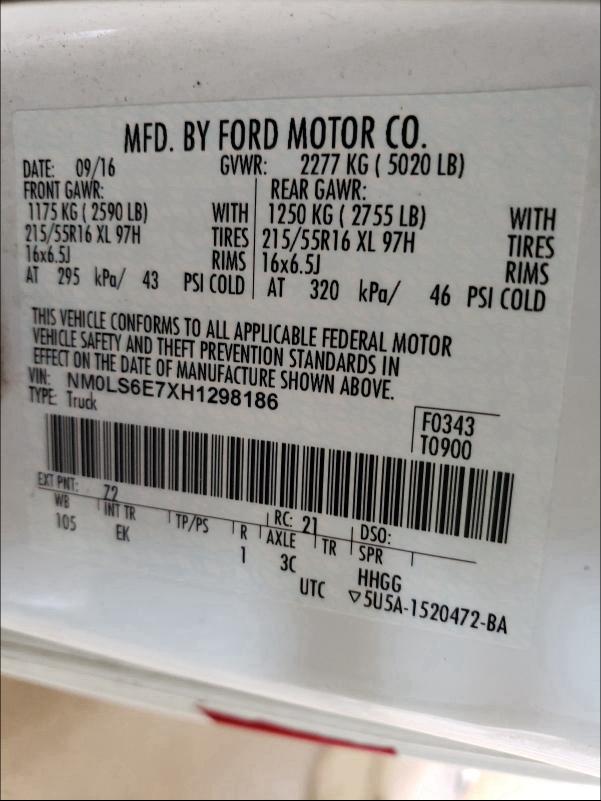 MFD. BY FORD MOTOR CO.
DATE: 09/16 GVWR: 2277 KG ( 5020 LB)
FRONT GAWR: REAR GAWR:
1175 KG ( 2590 LB) WITH 1250 KG ( 2755 LB) WITH
215/55R16 XL 97H TIRES 215/55R16 XL 97H TIRES
16x6.5J RIMS 16x6.5J RIMS
AT 295 kPa/ 43 PSI COLD AT 320 kPa/ 46 PSI COLD
THIS VEHICLE CONFORMS TO ALL APPLICABLE FEDERAL MOTOR
VEHICLE SAFETY AND THEFT PREVENTION STANDARDS IN
EFFECT ON THE DATE OF MANUFACTURE SHOWN ABOVE.
VIN: NM0LS6E7XH1298186
TYPE: Truck
F0343
T0900
EXT PNT: 72 RC: 21 DSO:
WB INT TR TP/PS R AXLE TR SPR
105 EK 1 3C HHGG
UTC ▽5U5A-1520472-BA